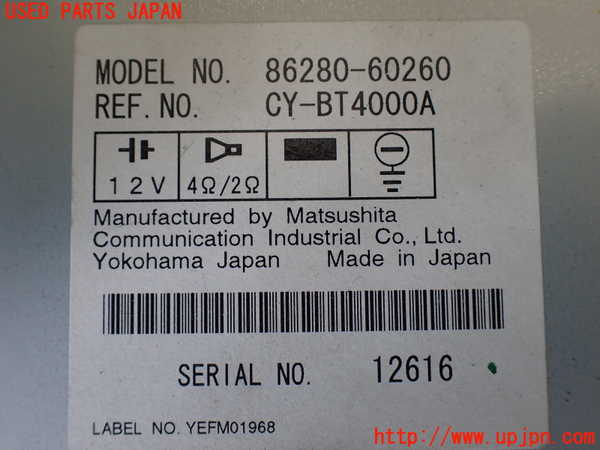 USED PARTS JAPAN
MODEL NO. 86280-60260
REF. NO. CY-BT4000A
12V 4Ω/2Ω
Manufactured by Matsushita
Communication Industrial Co., Ltd.
Yokohama Japan Made in Japan
SERIAL NO. 12616
LABEL NO. YEFM01968
http://www.upjpn.com/